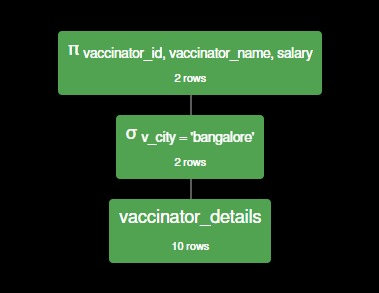 π vaccinator_id, vaccinator_name, salary
2 rows
σ v_city = 'bangalore'
2 rows
vaccinator_details
10 rows